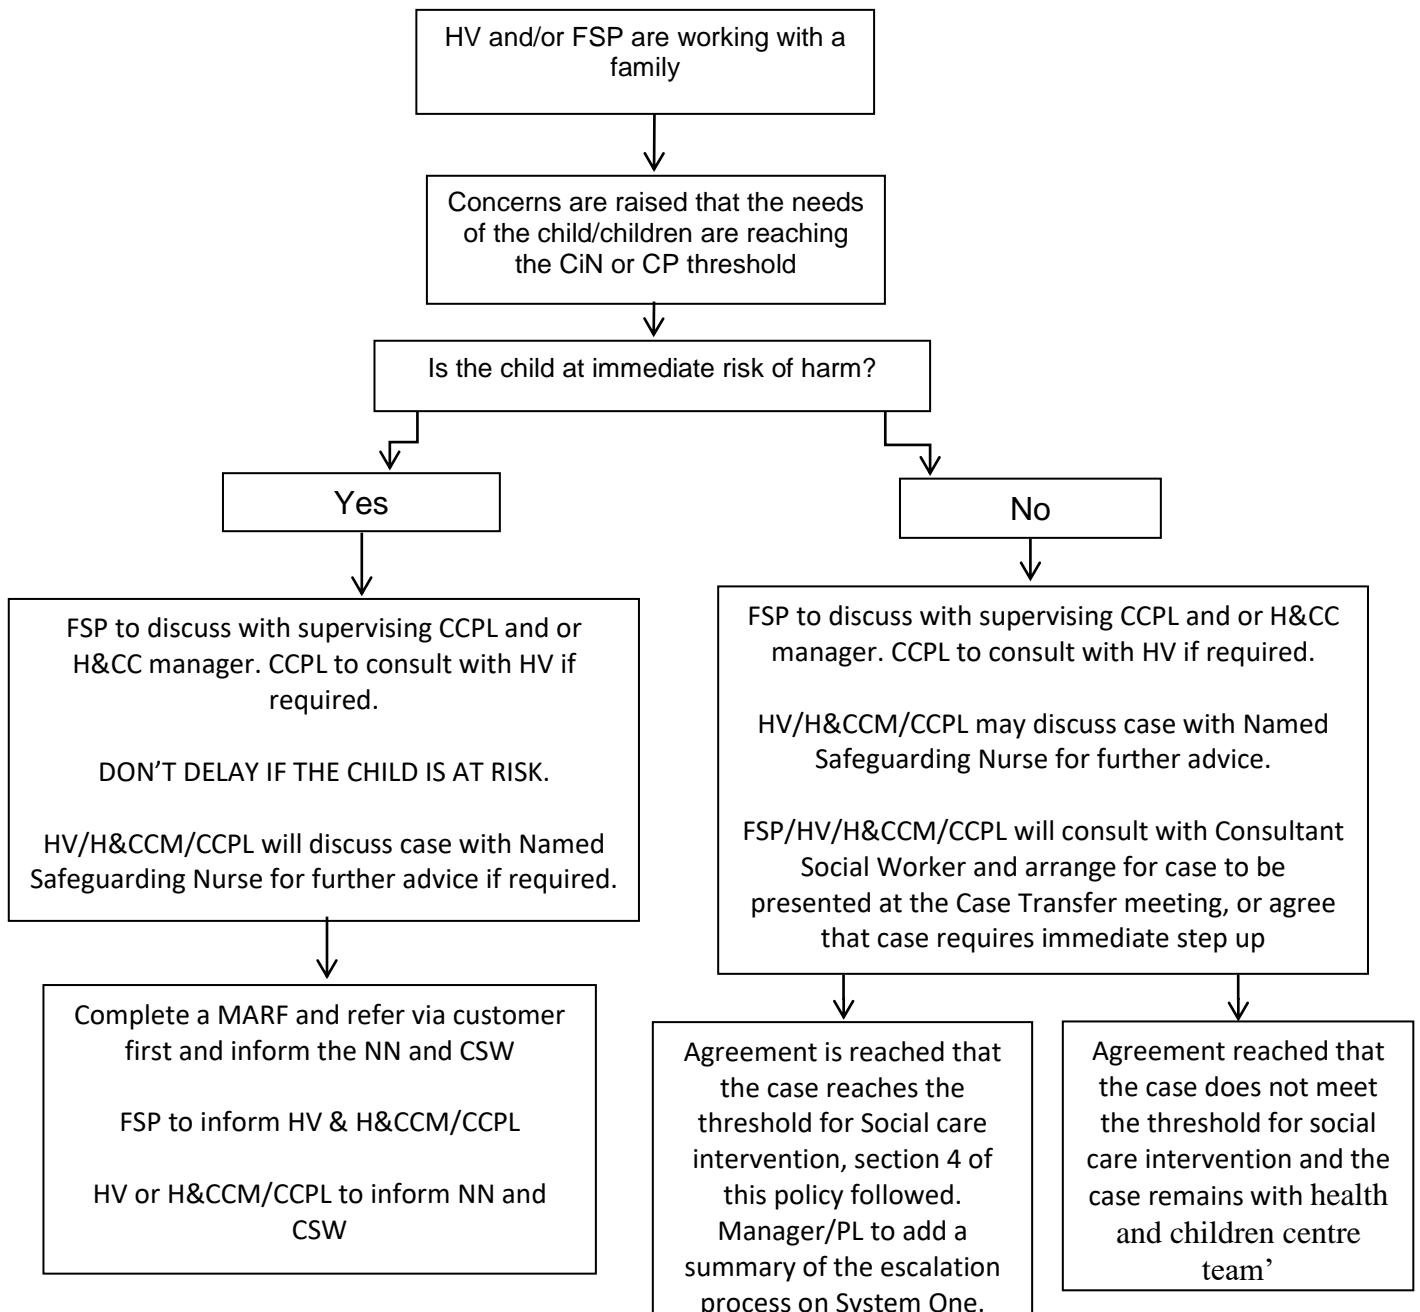 HV and/or FSP are working with a
family
Concerns are raised that the needs
of the child/children are reaching
the CiN or CP threshold
Is the child at immediate risk of harm?
Yes
No
FSP to discuss with supervising CCPL and or
H&CC manager. CCPL to consult with HV if
required.
DON’T DELAY IF THE CHILD IS AT RISK.
HV/H&CCM/CCPL will discuss case with Named
Safeguarding Nurse for further advice if required.
FSP to discuss with supervising CCPL and or H&CC
manager. CCPL to consult with HV if required.
HV/H&CCM/CCPL may discuss case with Named
Safeguarding Nurse for further advice.
FSP/HV/H&CCM/CCPL will consult with Consultant
Social Worker and arrange for case to be
presented at the Case Transfer meeting, or agree
that case requires immediate step up
Complete a MARF and refer via customer
first and inform the NN and CSW
FSP to inform HV & H&CCM/CCPL
HV or H&CCM/CCPL to inform NN and
CSW
Agreement is reached that
the case reaches the
threshold for Social care
intervention, section 4 of
this policy followed.
Manager/PL to add a
summary of the escalation
process on System One.
Agreement reached that
the case does not meet
the threshold for social
care intervention and the
case remains with health
and children centre
team’